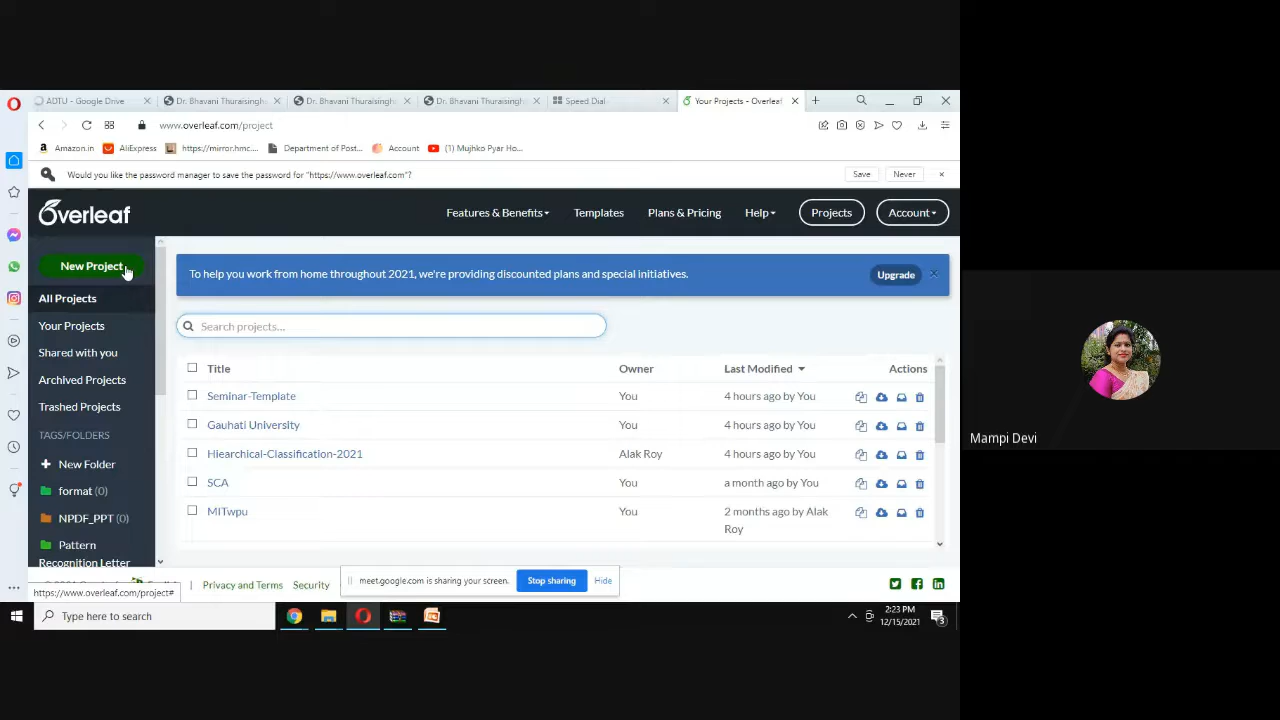 ADTU - Google Drive
Dr. Bhavani Thuraisingh
Dr. Bhavani Thuraisingh
Dr. Bhavani Thuraisingh
Speed Dial
Your Projects - Overleaf
www.overleaf.com/project
Amazon.in
AliExpress
https://mirror.hmc....
Department of Post...
Account
(1) Mujhko Pyar Ho...
Would you like the password manager to save the password for "https://www.overleaf.com"?
Save
Never
Overleaf
Features & Benefits
Templates
Plans & Pricing
Help
Projects
Account
New Project
All Projects
Your Projects
Shared with you
Archived Projects
Trashed Projects
TAGS/FOLDERS
New Folder
format (0)
NPDF_PPT (0)
Pattern
Recognition Letter
To help you work from home throughout 2021, we're providing discounted plans and special initiatives.
Upgrade
Search projects...
Title Owner Last Modified Actions
Seminar-Template You 4 hours ago by You
Gauhati University You 4 hours ago by You
Hiearchical-Classification-2021 Alak Roy 4 hours ago by You
SCA You a month ago by You
MITwpu You 2 months ago by Alak
Roy
Privacy and Terms
Security
meet.google.com is sharing your screen.
Stop sharing
Hide
https://www.overleaf.com/project#
Type here to search
2:23 PM
12/15/2021
3
Mampi Devi